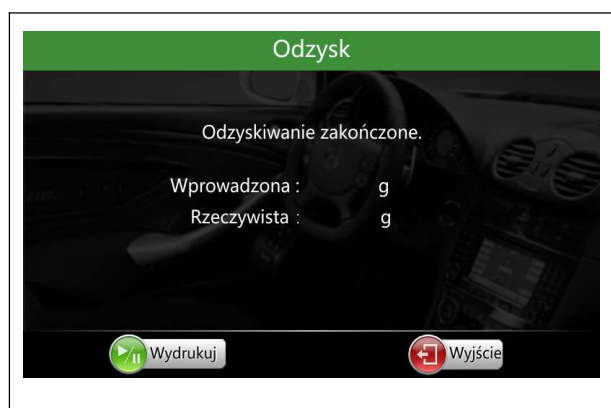 Odzysk
Odzyskiwanie zakończone.
Wprowadzona : g
Rzeczywista : g
Wydrukuj Wyjście